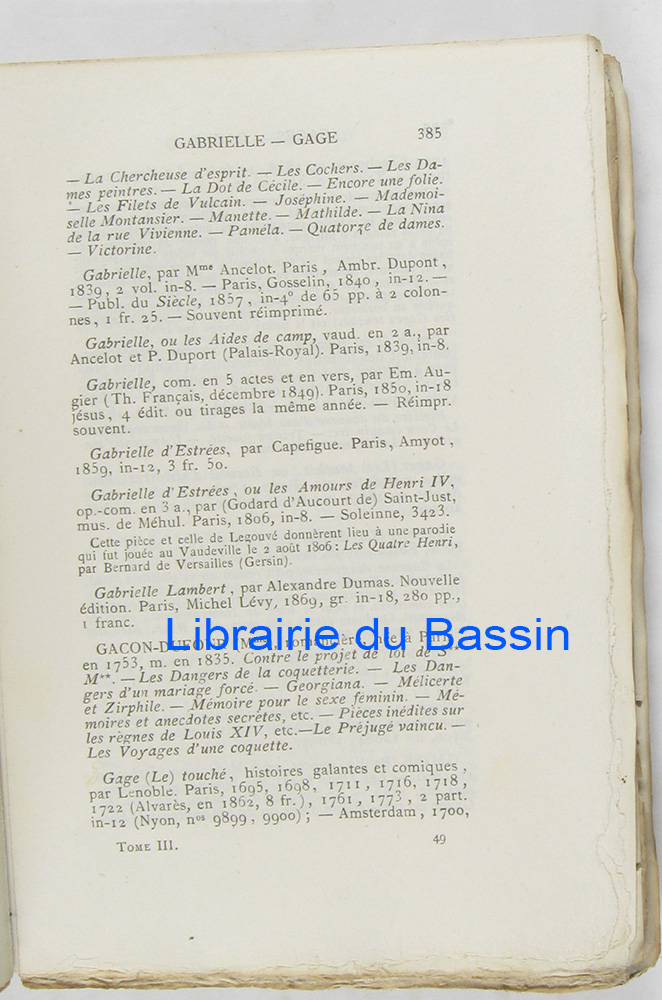 GABRIELLE — GAGE 385
— La Chercheuse d'esprit. — Les Cochers. — Les Da-
mes peintres. — La Dot de Cécile. — Encore une folie.
— Les Filets de Vulcain. — Joséphine. — Mademoi-
selle Montansier. — Manette. — Mathilde. — La Nina
de la rue Vivienne. — Paméla. — Quatorze de dames.
— Victorine.
Gabrielle, par Mme Ancelot. Paris, Ambr. Dupont,
1839, 2 vol. in-8. — Paris, Gosselin, 1840, in-12. —
— Publ. du Siècle, 1857, in-4° de 65 pp. à 2 colon-
nes, 1 fr. 25. — Souvent réimprimé.
Gabrielle, ou les Aides de camp, vaud. en 2 a., par
Ancelot et P. Duport (Palais-Royal). Paris, 1839, in-8.
Gabrielle, com. en 5 actes et en vers, par Em. Au-
gier (Th. Français, décembre 1849). Paris, 1850, in-18
jésus, 4 édit. ou tirages la même année. — Réimpr.
souvent.
Gabrielle d'Estrées, par Capefigue. Paris, Amyot,
1859, in-12, 3 fr. 50.
Gabrielle d'Estrées, ou les Amours de Henri IV,
op.-com. en 3 a., par (Godard d'Aucourt de) Saint-Just,
mus. de Méhul. Paris, 1806, in-8. — Soleinne, 3423.
Cette pièce et celle de Legouvé donnèrent lieu à une parodie
qui fut jouée au Vaudeville le 2 août 1806 : Les Quatre Henri,
par Bernard de Versailles (Gersin).
Gabrielle Lambert, par Alexandre Dumas. Nouvelle
édition. Paris, Michel Lévy, 1869, gr. in-18, 280 pp.,
1 franc.
Librairie du Bassin
GACON-DUFOUR, romancière née à Paris
en 1753, m. en 1835. Contre le projet de loi de S**
M**. — Les Dangers de la coquetterie. — Les Dan-
gers d'un mariage forcé. — Georgiana. — Mélicerte
et Zirphile. — Mémoire pour le sexe féminin. — Mé-
moires et anecdotes secrètes, etc. — Pièces inédites sur
les règnes de Louis XIV, etc. — Le Préjugé vaincu. —
Les Voyages d'une coquette.
Gage (Le) touché, histoires galantes et comiques,
par Lenoble. Paris, 1695, 1698, 1711, 1716, 1718,
1722 (Alvarès, en 1862, 8 fr.), 1761, 1773, 2 part.
in-12 (Nyon, nos 9899, 9900); — Amsterdam, 1700,
TOME III. 49